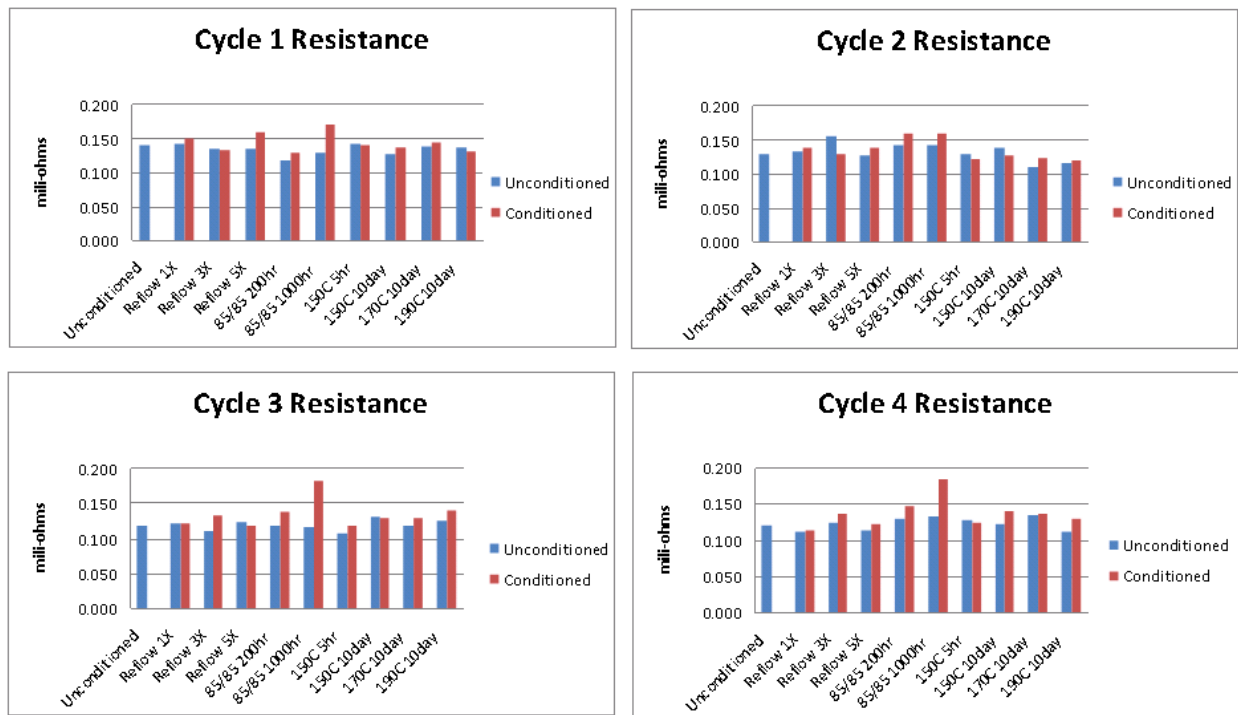 Cycle 1 Resistance
mili-ohms
0.200
0.150
0.100
0.050
0.000
Unconditioned
Reflow 1X
Reflow 3X
Reflow 5X
85/85 200hr
85/85 1000hr
150C 5hr
150C 10day
170C 10day
190C 10day
Unconditioned
Conditioned
Cycle 2 Resistance
mili-ohms
0.200
0.150
0.100
0.050
0.000
Unconditioned
Reflow 1X
Reflow 3X
Reflow 5X
85/85 200hr
85/85 1000hr
150C 5hr
150C 10day
170C 10day
190C 10day
Unconditioned
Conditioned
Cycle 3 Resistance
mili-ohms
0.200
0.150
0.100
0.050
0.000
Unconditioned
Reflow 1X
Reflow 3X
Reflow 5X
85/85 200hr
85/85 1000hr
150C 5hr
150C 10day
170C 10day
190C 10day
Unconditioned
Conditioned
Cycle 4 Resistance
mili-ohms
0.200
0.150
0.100
0.050
0.000
Unconditioned
Reflow 1X
Reflow 3X
Reflow 5X
85/85 200hr
85/85 1000hr
150C 5hr
150C 10day
170C 10day
190C 10day
Unconditioned
Conditioned